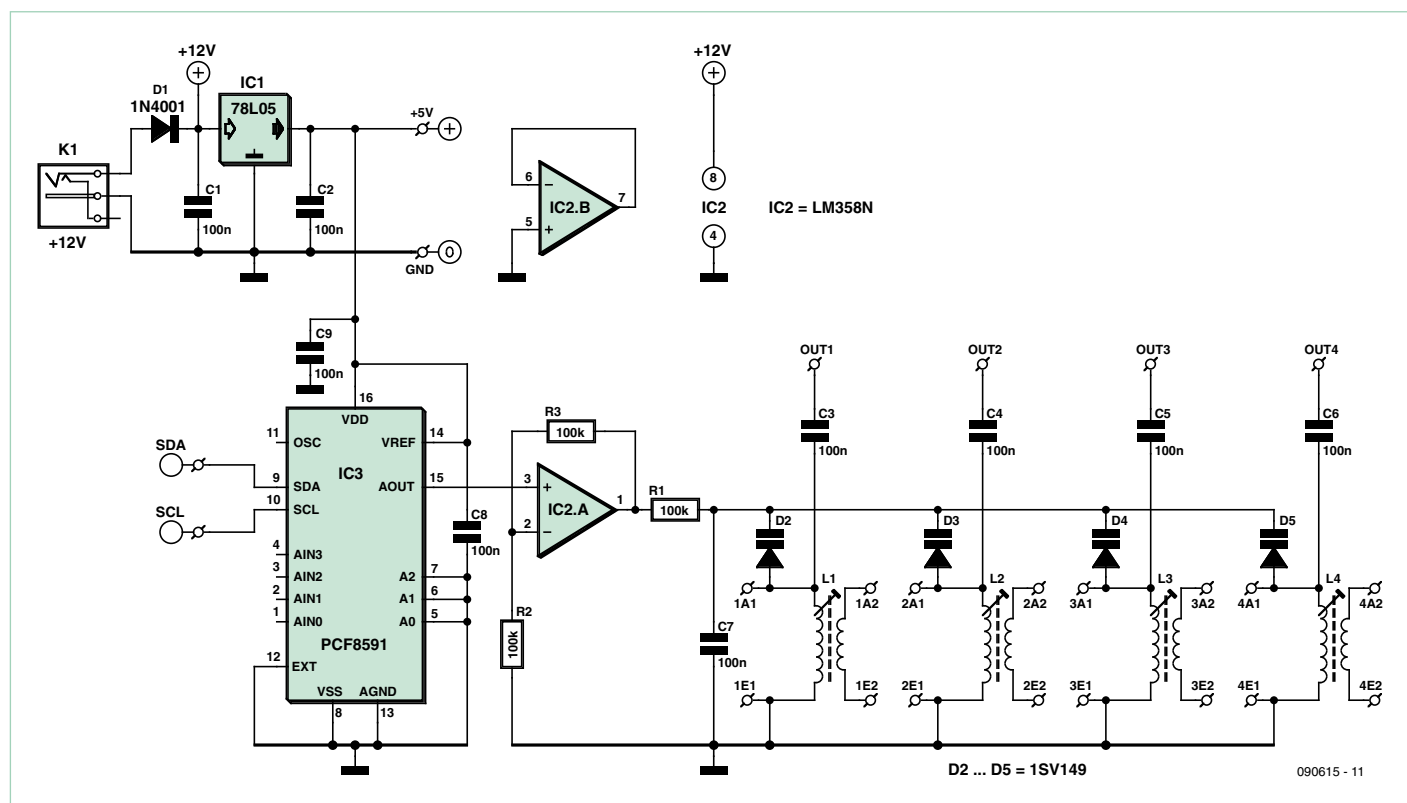 +12V
D1
1N4001
IC1
78L05
+5V
K1
+12V
C1
100n
C2
100n
GND
0
6
5
7
IC2.B
+12V
8
IC2
4
IC2 = LM358N
C9
100n
16
VDD
11
OSC
VREF
14
SDA
SCL
IC3
9
SDA
AOUT
15
10
SCL
4
AIN3
3
AIN2
2
AIN1
1
AIN0
A2
7
A1
6
A0
5
PCF8591
12
EXT
VSS
AGND
8
13
C8
100n
R3
100k
3
2
1
IC2.A
R2
100k
R1
100k
C7
100n
OUT1
C3
100n
D2
1A1
L1
1A2
1E1
1E2
OUT2
C4
100n
D3
2A1
L2
2A2
2E1
2E2
OUT3
C5
100n
D4
3A1
L3
3A2
3E1
3E2
OUT4
C6
100n
D5
4A1
L4
4A2
4E1
4E2
D2 ... D5 = 1SV149
090615 - 11